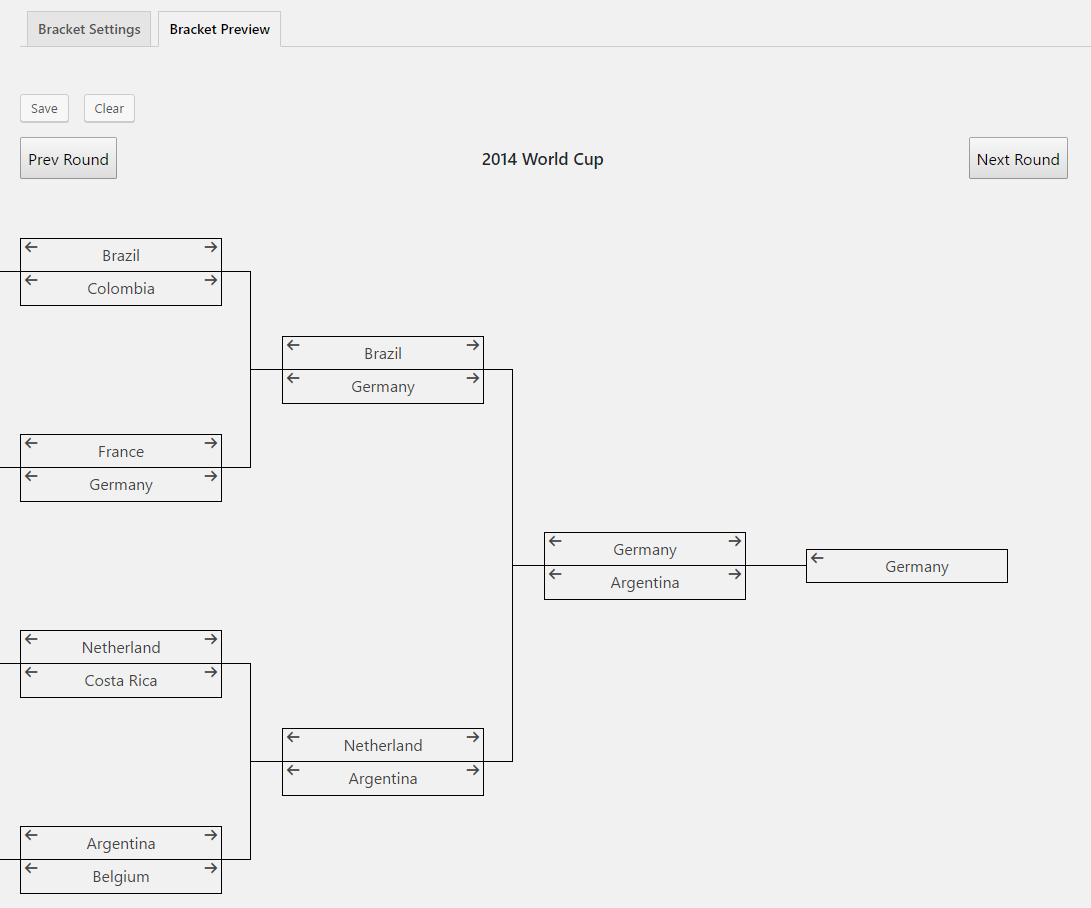 Bracket Settings
Bracket Preview
Save
Clear
Prev Round
2014 World Cup
Next Round
Brazil
Colombia
Brazil
Germany
France
Germany
Germany
Argentina
Germany
Netherland
Costa Rica
Netherland
Argentina
Argentina
Belgium